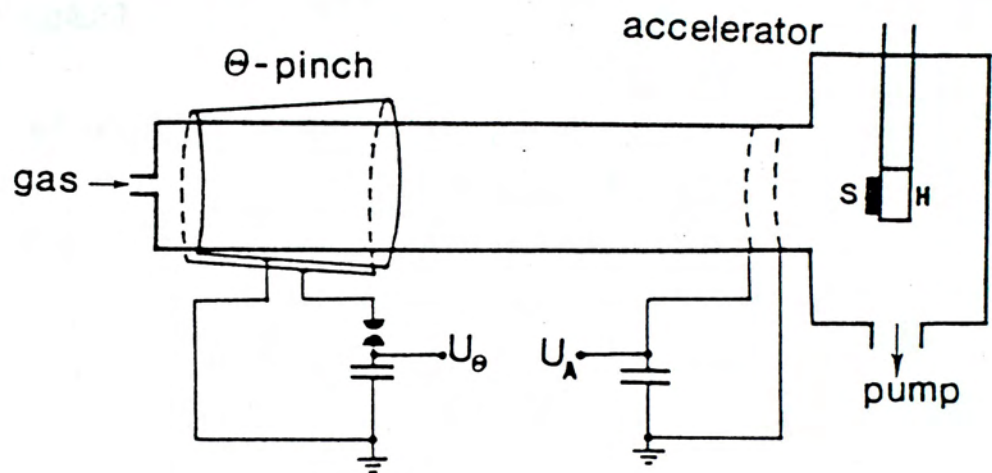 accelerator
Θ-pinch
gas
S H
U_Θ
U_A
pump